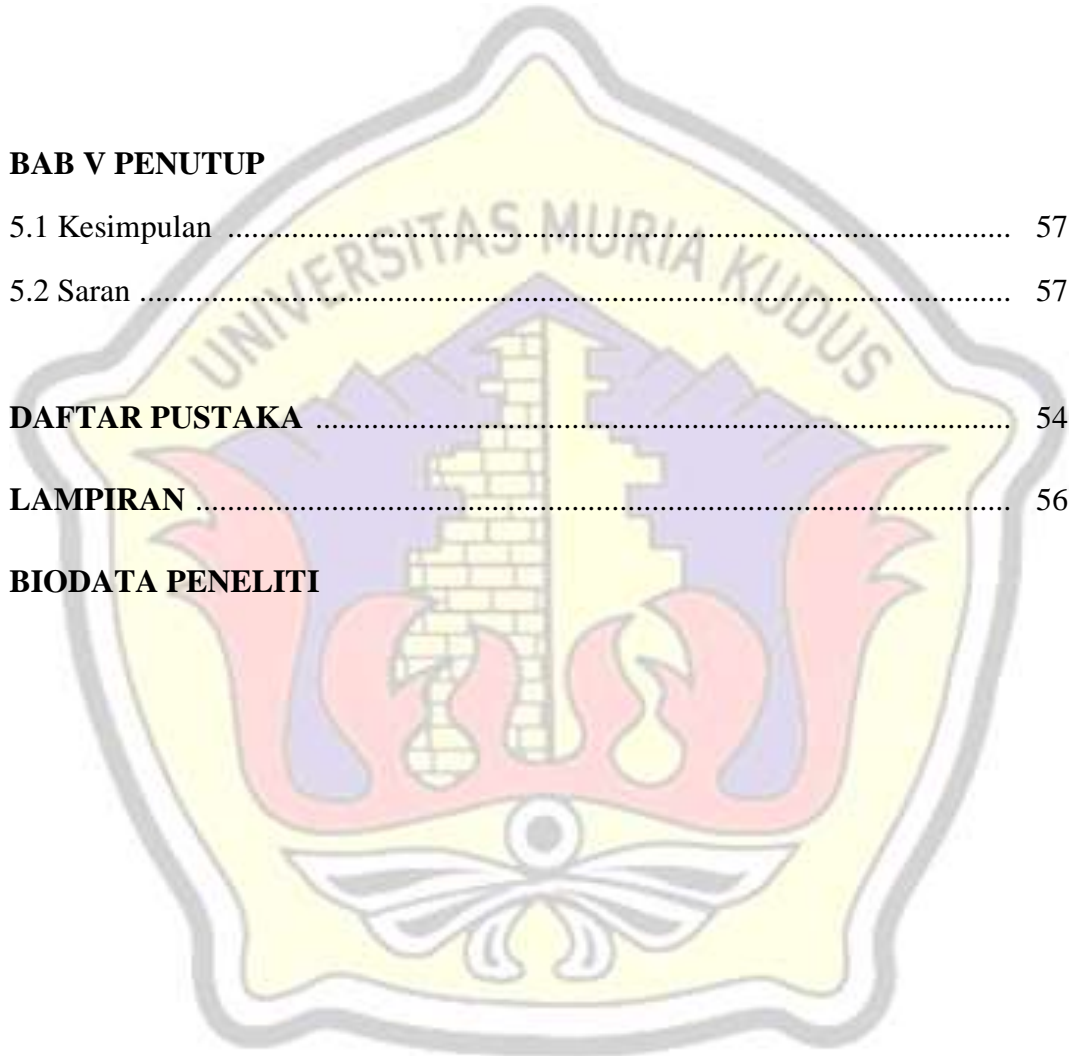 BAB V PENUTUP
UNIVERSITAS MURIA KUDUS
5.1 Kesimpulan ........................................................................................ 57
5.2 Saran ................................................................................................... 57
DAFTAR PUSTAKA ............................................................................... 54
LAMPIRAN ............................................................................................. 56
BIODATA PENELITI